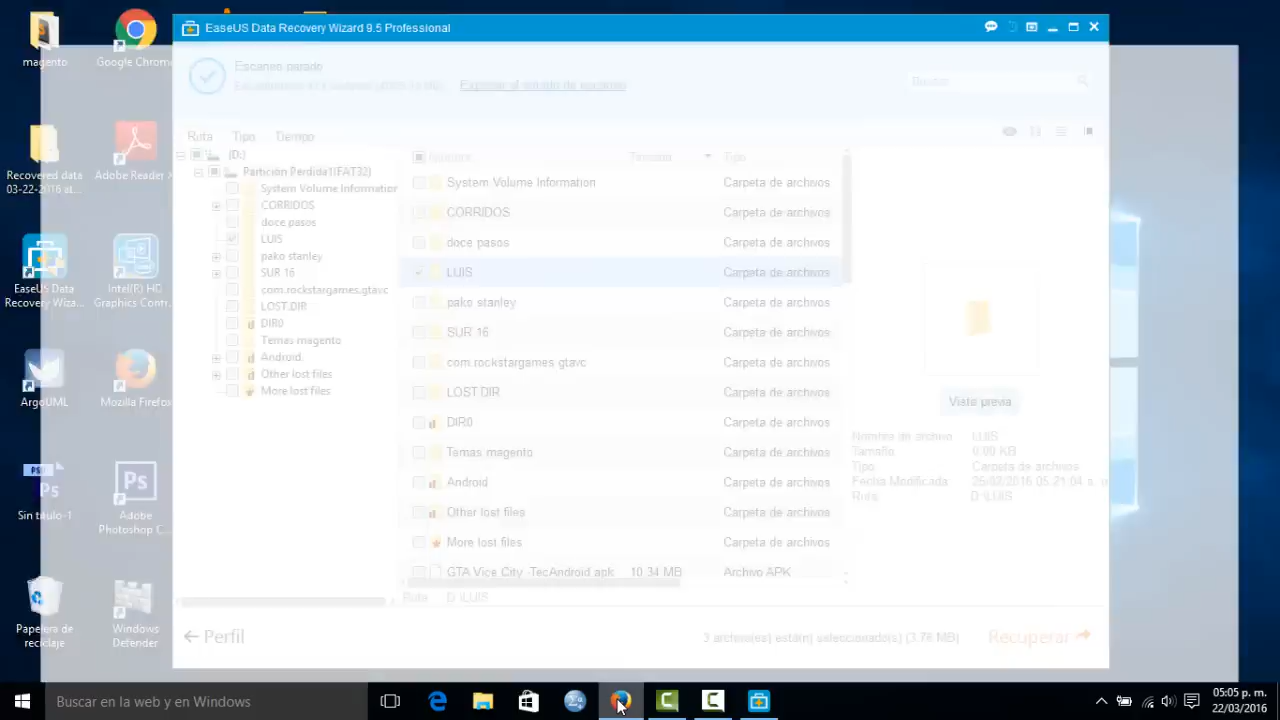 magento
Google Chrome
Recovered data
03-22-2016 at...
Adobe Reader X
EaseUS Data
Recovery Wiza...
Intel(R) HD
Graphics Contr
ArgoUML
Mozilla Firefox
Sin título-1
Adobe
Photoshop C...
Papelera de
reciclaje
Windows
Defender
EaseUS Data Recovery Wizard 9.5 Professional
Escaneo parado
Exportar el estado de escaneo
Buscar
Ruta Tipo Tiempo
(D:)
Partición Perdida1(FAT32)
System Volume Information
CORRIDOS
doce pasos
LUIS
pako stanley
SUR 16
com.rockstargames.gtavc
LOST.DIR
DIR0
Temas magento
Android
Other lost files
More lost files
Nombre Tamaño Tipo
System Volume Information Carpeta de archivos
CORRIDOS Carpeta de archivos
doce pasos Carpeta de archivos
LUIS Carpeta de archivos
pako stanley Carpeta de archivos
SUR 16 Carpeta de archivos
com.rockstargames.gtavc Carpeta de archivos
LOST.DIR Carpeta de archivos
DIR0 Carpeta de archivos
Temas magento Carpeta de archivos
Android Carpeta de archivos
Other lost files Carpeta de archivos
More lost files Carpeta de archivos
GTA Vice City -TecAndroid.apk 10.34 MB Archivo APK
Ruta D:\LUIS
Vista previa
Nombre de archivo LUIS
Tamaño 0.00 KB
Tipo Carpeta de archivos
Fecha Modificada 26/02/2016 05:21:04 a.
Ruta D:\LUIS
Perfil
3 archivo(es) está(n) seleccionado(s) (3.78 MB)
Recuperar
Buscar en la web y en Windows
05:05 p. m.
22/03/2016